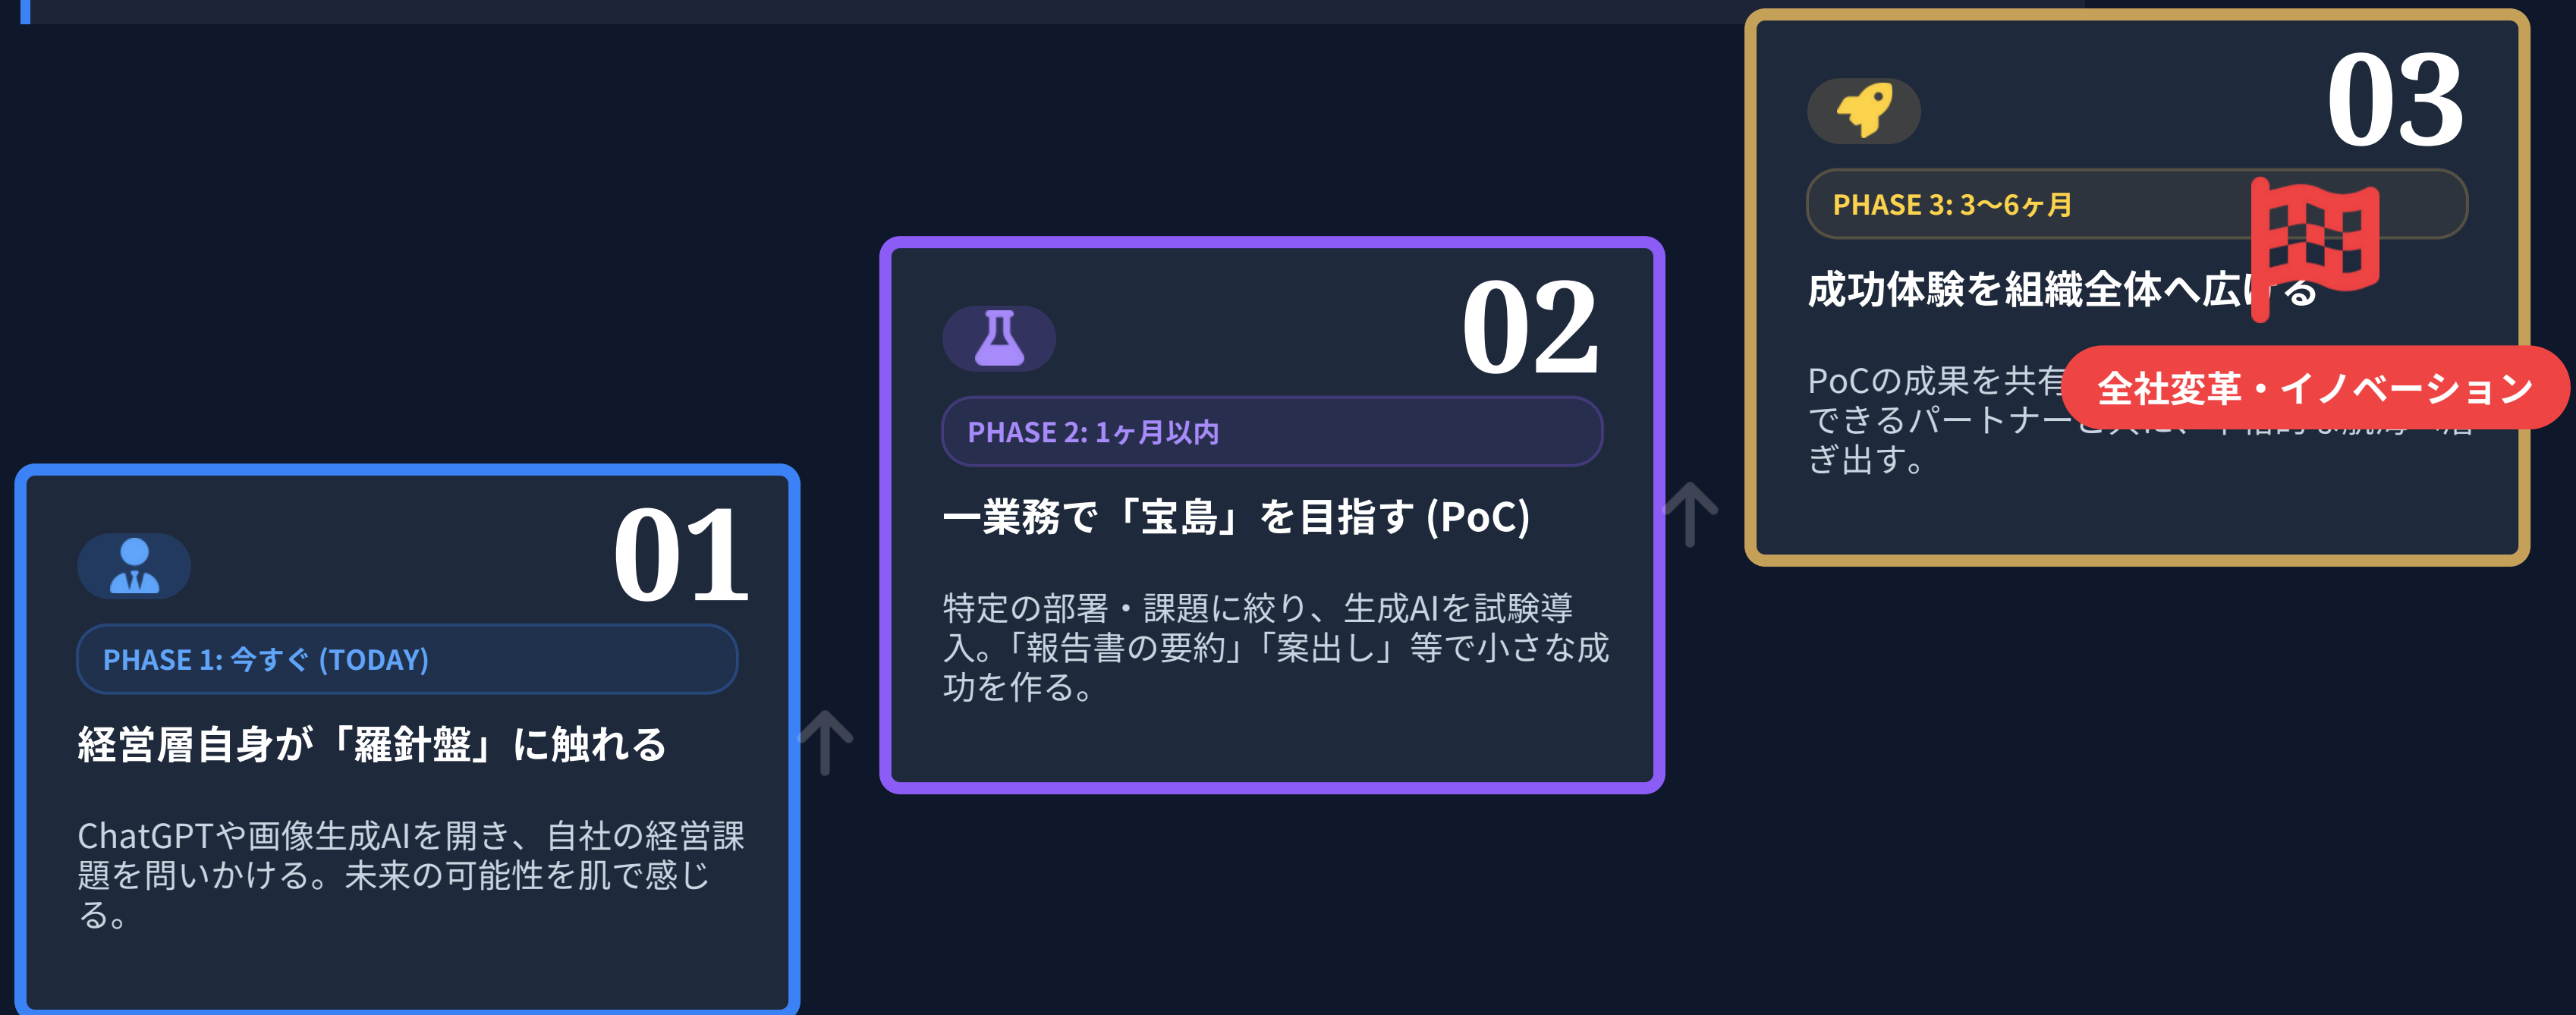 01
PHASE 1: 今すぐ (TODAY)
経営層自身が「羅針盤」に触れる
ChatGPTや画像生成AIを開き、自社の経営課
題を問いかける。未来の可能性を肌で感じ
る。
02
PHASE 2: 1ヶ月以内
一業務で「宝島」を目指す (PoC)
特定の部署・課題に絞り、生成AIを試験導
入。「報告書の要約」「案出し」等で小さな成
功を作る。
03
PHASE 3: 3〜6ヶ月
成功体験を組織全体へ広げる
PoCの成果を共有
できるパートナーと
ぎ出す。
全社変革・イノベーション